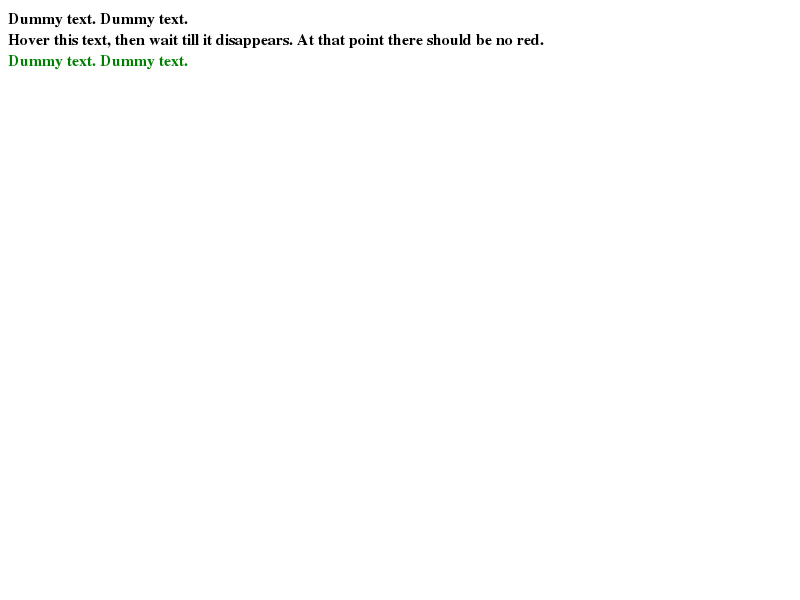 Dummy text. Dummy text.
Hover this text, then wait till it disappears. At that point there should be no red.
Dummy text. Dummy text.